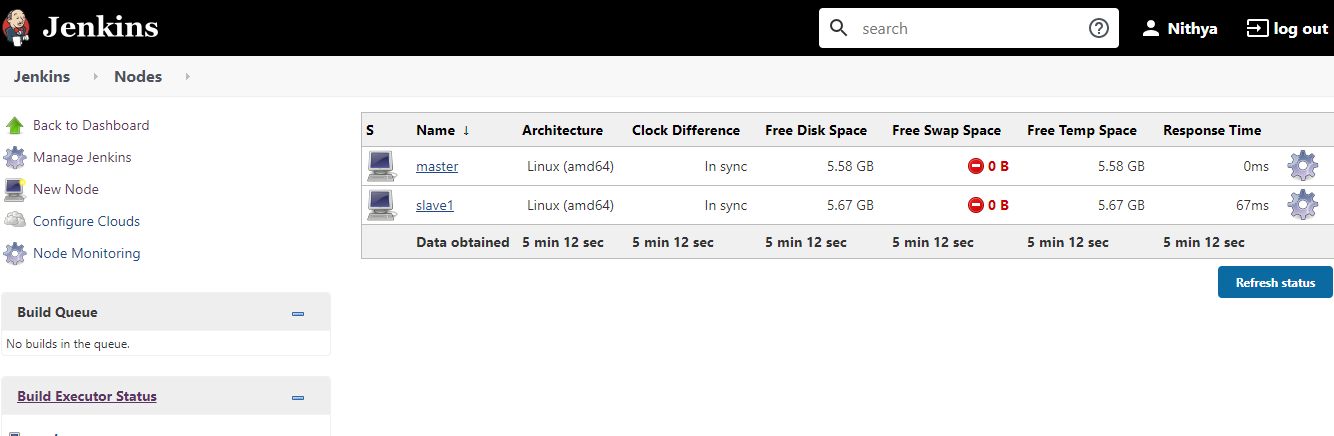 Jenkins
search
Nithya
log out
Jenkins Nodes
Back to Dashboard
Manage Jenkins
New Node
Configure Clouds
Node Monitoring
Build Queue
No builds in the queue.
Build Executor Status
S Name ↓ Architecture Clock Difference Free Disk Space Free Swap Space Free Temp Space Response Time
master Linux (amd64) In sync 5.58 GB 0 B 5.58 GB 0ms
slave1 Linux (amd64) In sync 5.67 GB 0 B 5.67 GB 67ms
Data obtained 5 min 12 sec 5 min 12 sec 5 min 12 sec 5 min 12 sec 5 min 12 sec 5 min 12 sec
Refresh status